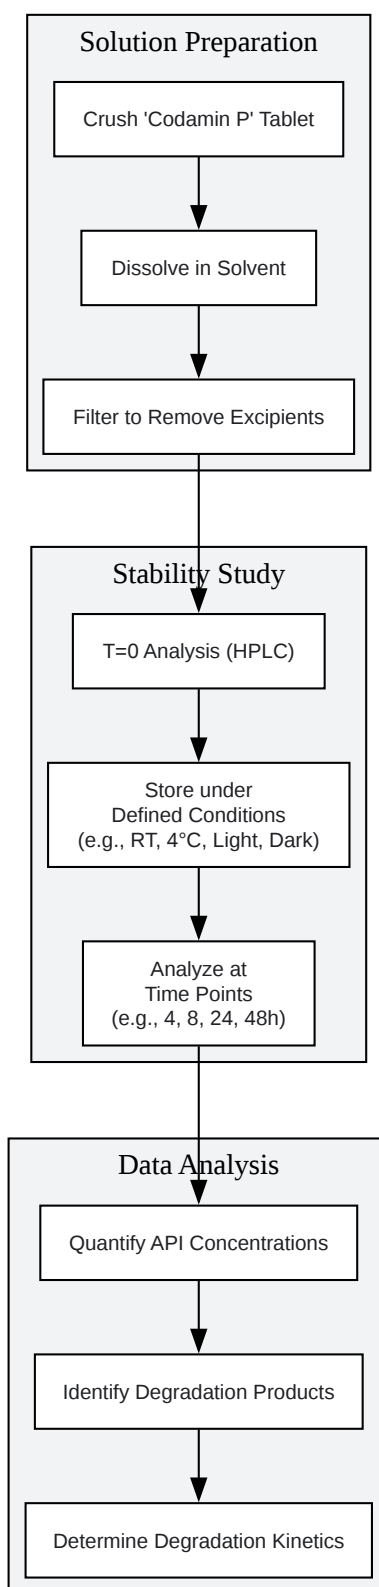 Solution Preparation
Crush 'Codamin P' Tablet
Dissolve in Solvent
Filter to Remove Excipients
Stability Study
T=0 Analysis (HPLC)
Store under
Defined Conditions
(e.g., RT, 4°C, Light, Dark)
Analyze at
Time Points
(e.g., 4, 8, 24, 48h)
Data Analysis
Quantify API Concentrations
Identify Degradation Products
Determine Degradation Kinetics